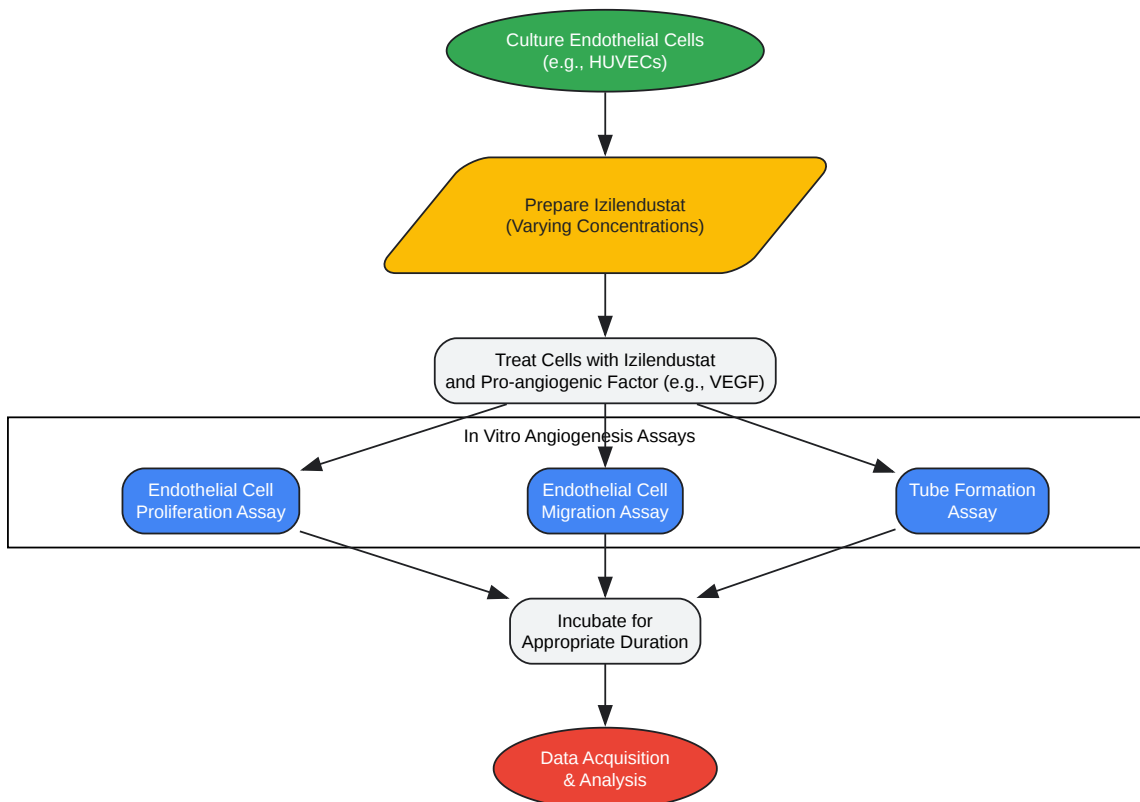 Culture Endothelial Cells
(e.g., HUVECs)
Prepare Izilendustat
(Varying Concentrations)
Treat Cells with Izilendustat
and Pro-angiogenic Factor (e.g., VEGF)
In Vitro Angiogenesis Assays
Endothelial Cell
Proliferation Assay
Endothelial Cell
Migration Assay
Tube Formation
Assay
Incubate for
Appropriate Duration
Data Acquisition
& Analysis